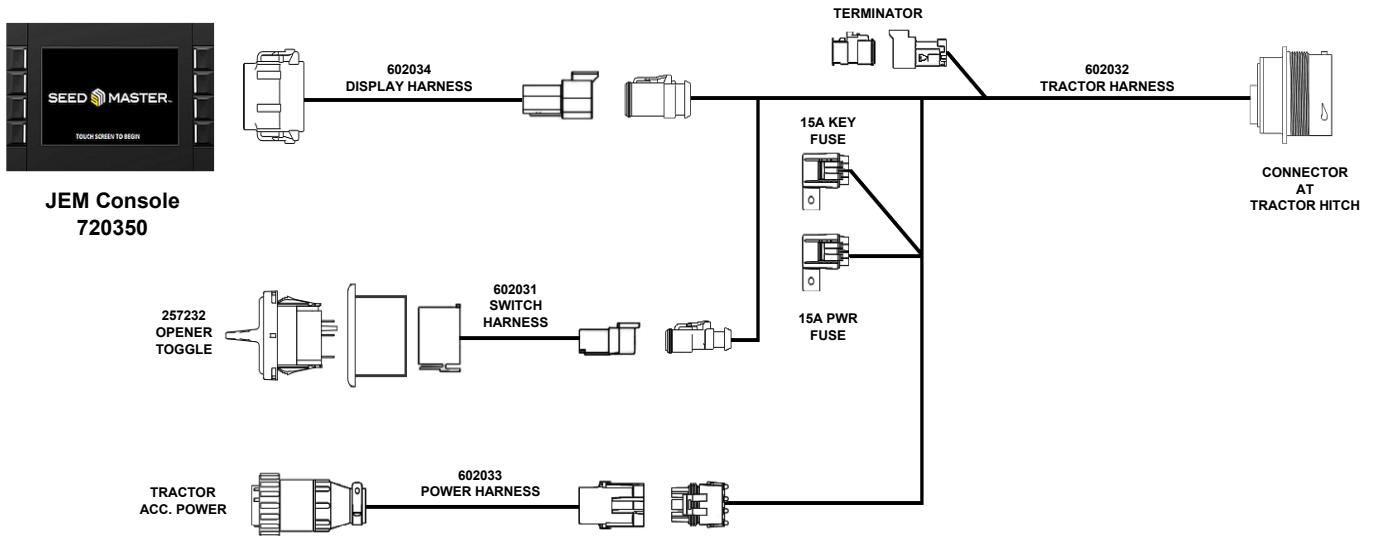 TERMINATOR
602034
DISPLAY HARNESS
602032
TRACTOR HARNESS
SEED MASTER™
TOUCH SCREEN TO BEGIN
15A KEY
FUSE
CONNECTOR
AT
TRACTOR HITCH
JEM Console
720350
602031
SWITCH
HARNESS
257232
OPENER
TOGGLE
15A PWR
FUSE
602033
POWER HARNESS
TRACTOR
ACC. POWER